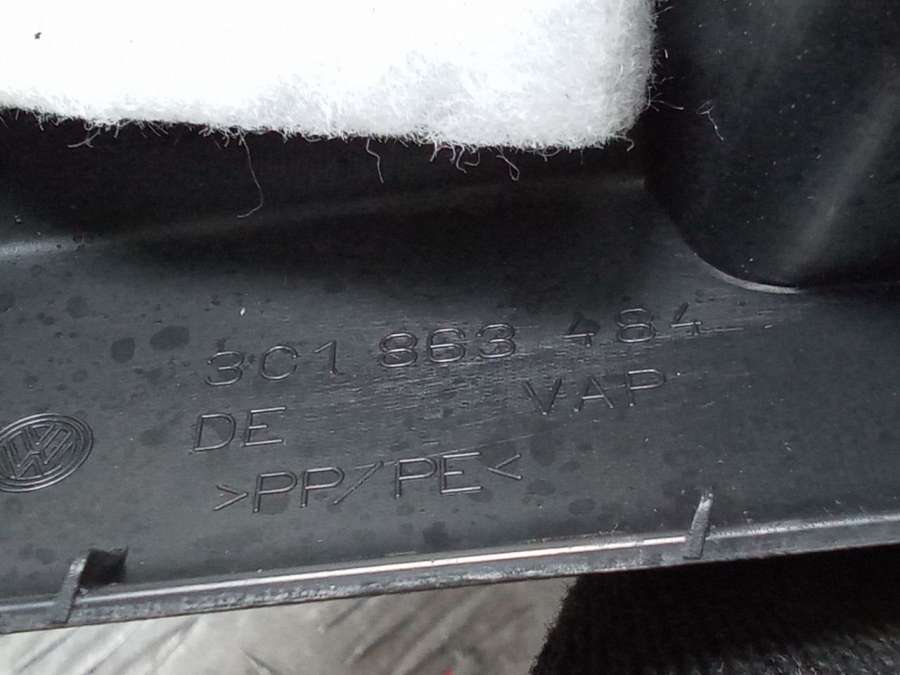 3C1 863 484
DE VAP
>PP/PE<